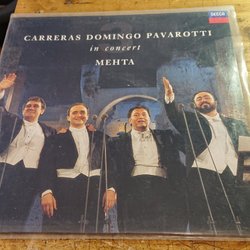 DECCA
CARRERAS DOMINGO PAVAROTTI
in concert
MEHTA